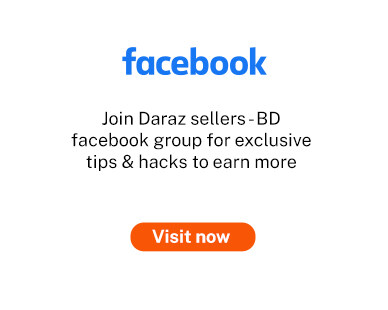 facebook
Join Daraz sellers - BD
facebook group for exclusive
tips & hacks to earn more
Visit now